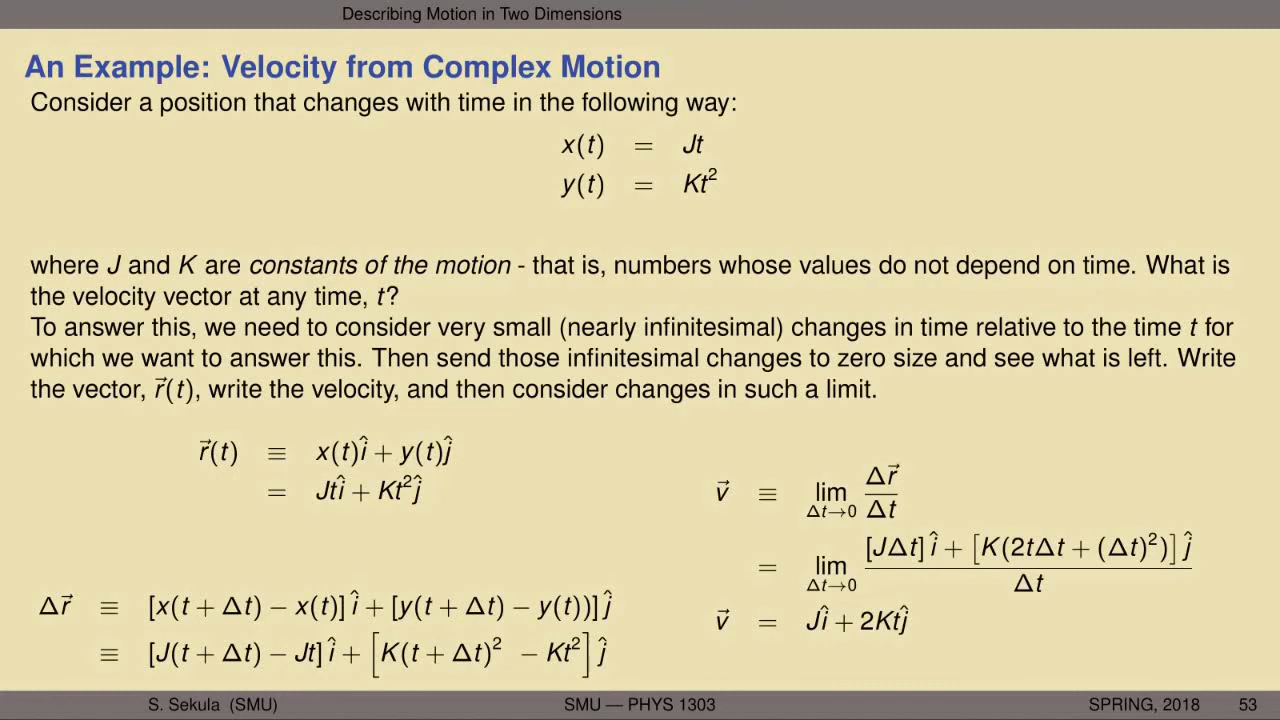 Describing Motion in Two Dimensions
An Example: Velocity from Complex Motion
Consider a position that changes with time in the following way:
x(t) = Jt
y(t) = Kt²
where J and K are constants of the motion - that is, numbers whose values do not depend on time. What is
the velocity vector at any time, t?
To answer this, we need to consider very small (nearly infinitesimal) changes in time relative to the time t for
which we want to answer this. Then send those infinitesimal changes to zero size and see what is left. Write
the vector, r⃗(t), write the velocity, and then consider changes in such a limit.
r⃗(t) ≡ x(t)î + y(t)ĵ
= Jtî + Kt²ĵ
Δr⃗ ≡ [x(t + Δt) − x(t)] î + [y(t + Δt) − y(t))] ĵ
≡ [J(t + Δt) − Jt] î + [K(t + Δt)² − Kt²] ĵ
v⃗ ≡ lim Δt→0 Δr⃗/Δt
= lim Δt→0 [JΔt] î + [K(2tΔt + (Δt)²)] ĵ / Δt
v⃗ = Jî + 2Ktĵ
S. Sekula (SMU) SMU — PHYS 1303 SPRING, 2018 53